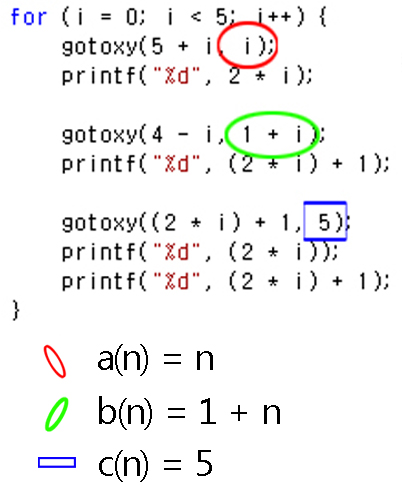 for (i = 0; i < 5; i++) {
gotoxy(5 + i, i);
printf("%d", 2 * i);
gotoxy(4 - i, 1 + i);
printf("%d", (2 * i) + 1);
gotoxy((2 * i) + 1, 5);
printf("%d", (2 * i));
printf("%d", (2 * i) + 1);
}
a(n) = n
b(n) = 1 + n
c(n) = 5